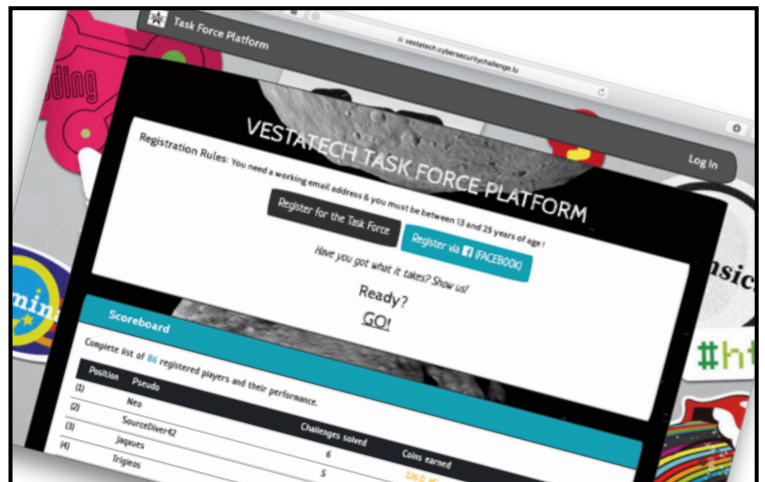 vestatech.cybersecuritychallenge.lu
Task Force Platform
Log In
VESTATECH TASK FORCE PLATFORM
Registration Rules: You need a working email address & you must be between 13 and 25 years of age !
Register for the Task Force
Register via f (FACEBOOK)
Have you got what it takes? Show us!
Ready?
GO!
Scoreboard
Complete list of 86 registered players and their performance.
Position Pseudo Challenges solved Coins earned
(1) Neo 6
(2) SourceDiver42 5
(3) Jaqxues
(4) Trigleos